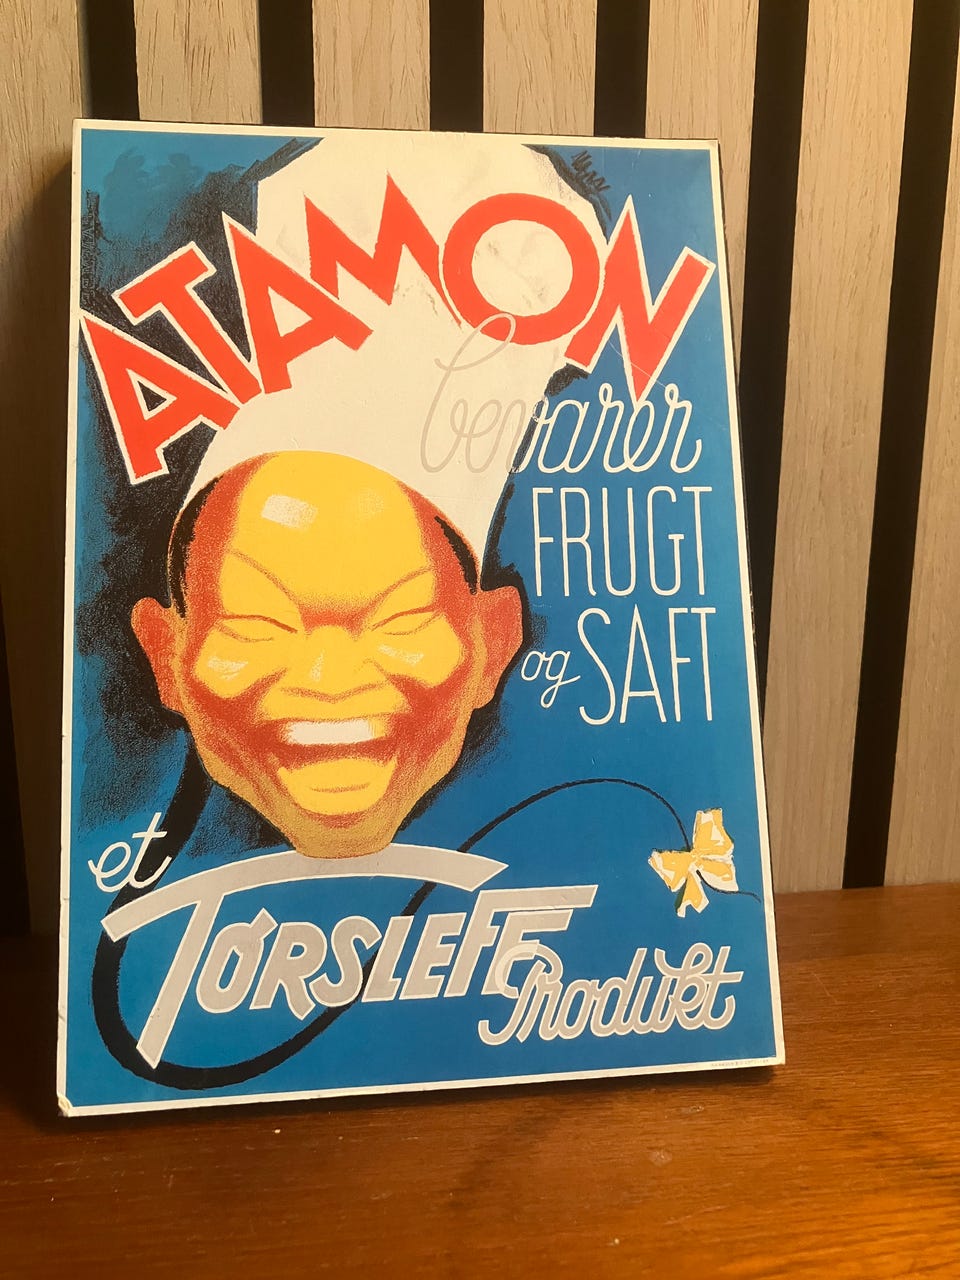 ATAMON
bevarer
FRUGT
og SAFT
et
TØRSLEFF
Produkt